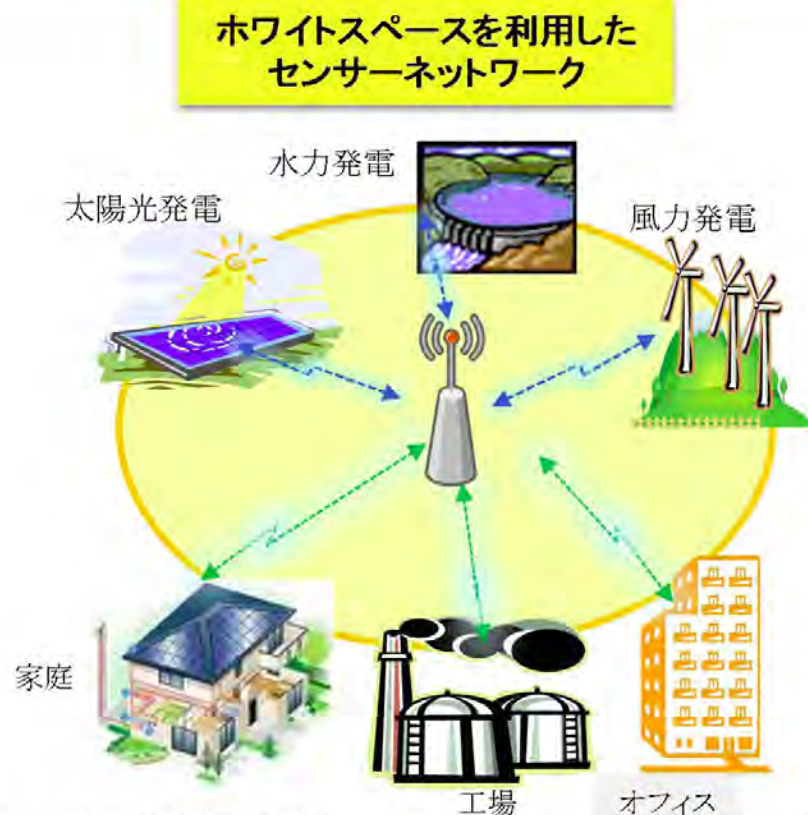 ホワイトスペースを利用した
センサーネットワーク
水力発電
太陽光発電
風力発電
家庭
工場
オフィス